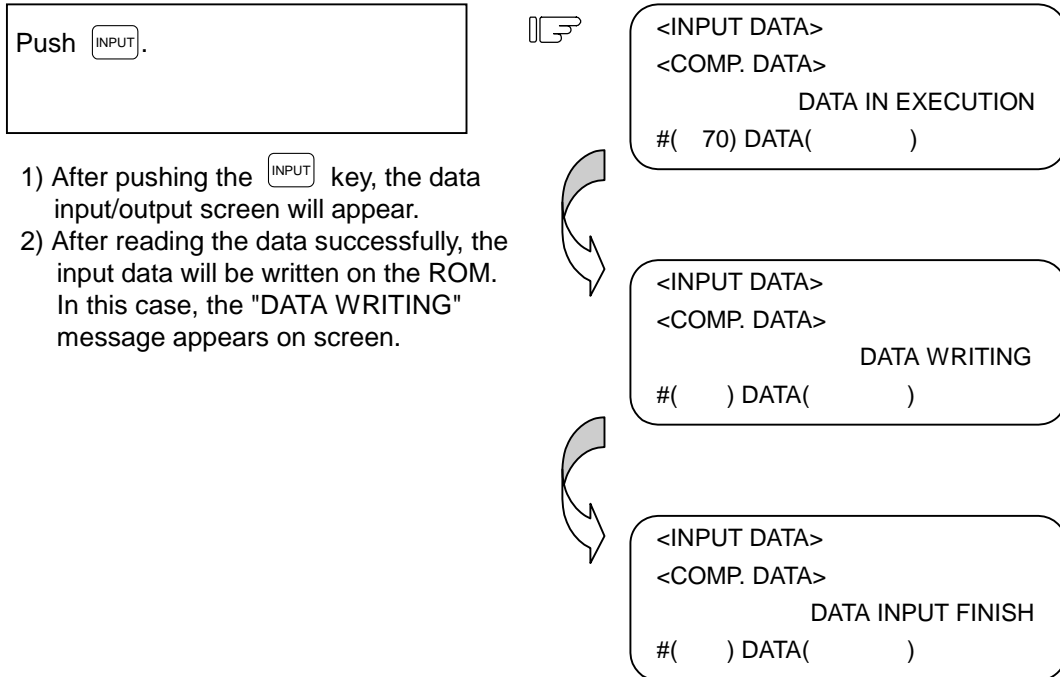 Push INPUT.
1) After pushing the INPUT key, the data
input/output screen will appear.
2) After reading the data successfully, the
input data will be written on the ROM.
In this case, the "DATA WRITING"
message appears on screen.
<INPUT DATA>
<COMP. DATA>
DATA IN EXECUTION
#( 70) DATA( )
<INPUT DATA>
<COMP. DATA>
DATA WRITING
#( ) DATA( )
<INPUT DATA>
<COMP. DATA>
DATA INPUT FINISH
#( ) DATA( )